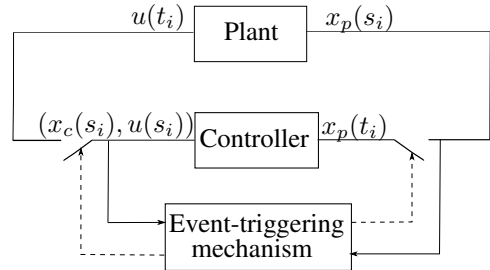 u(t_i) Plant x_p(s_i)
(x_c(s_i), u(s_i)) Controller x_p(t_i)
Event-triggering
mechanism